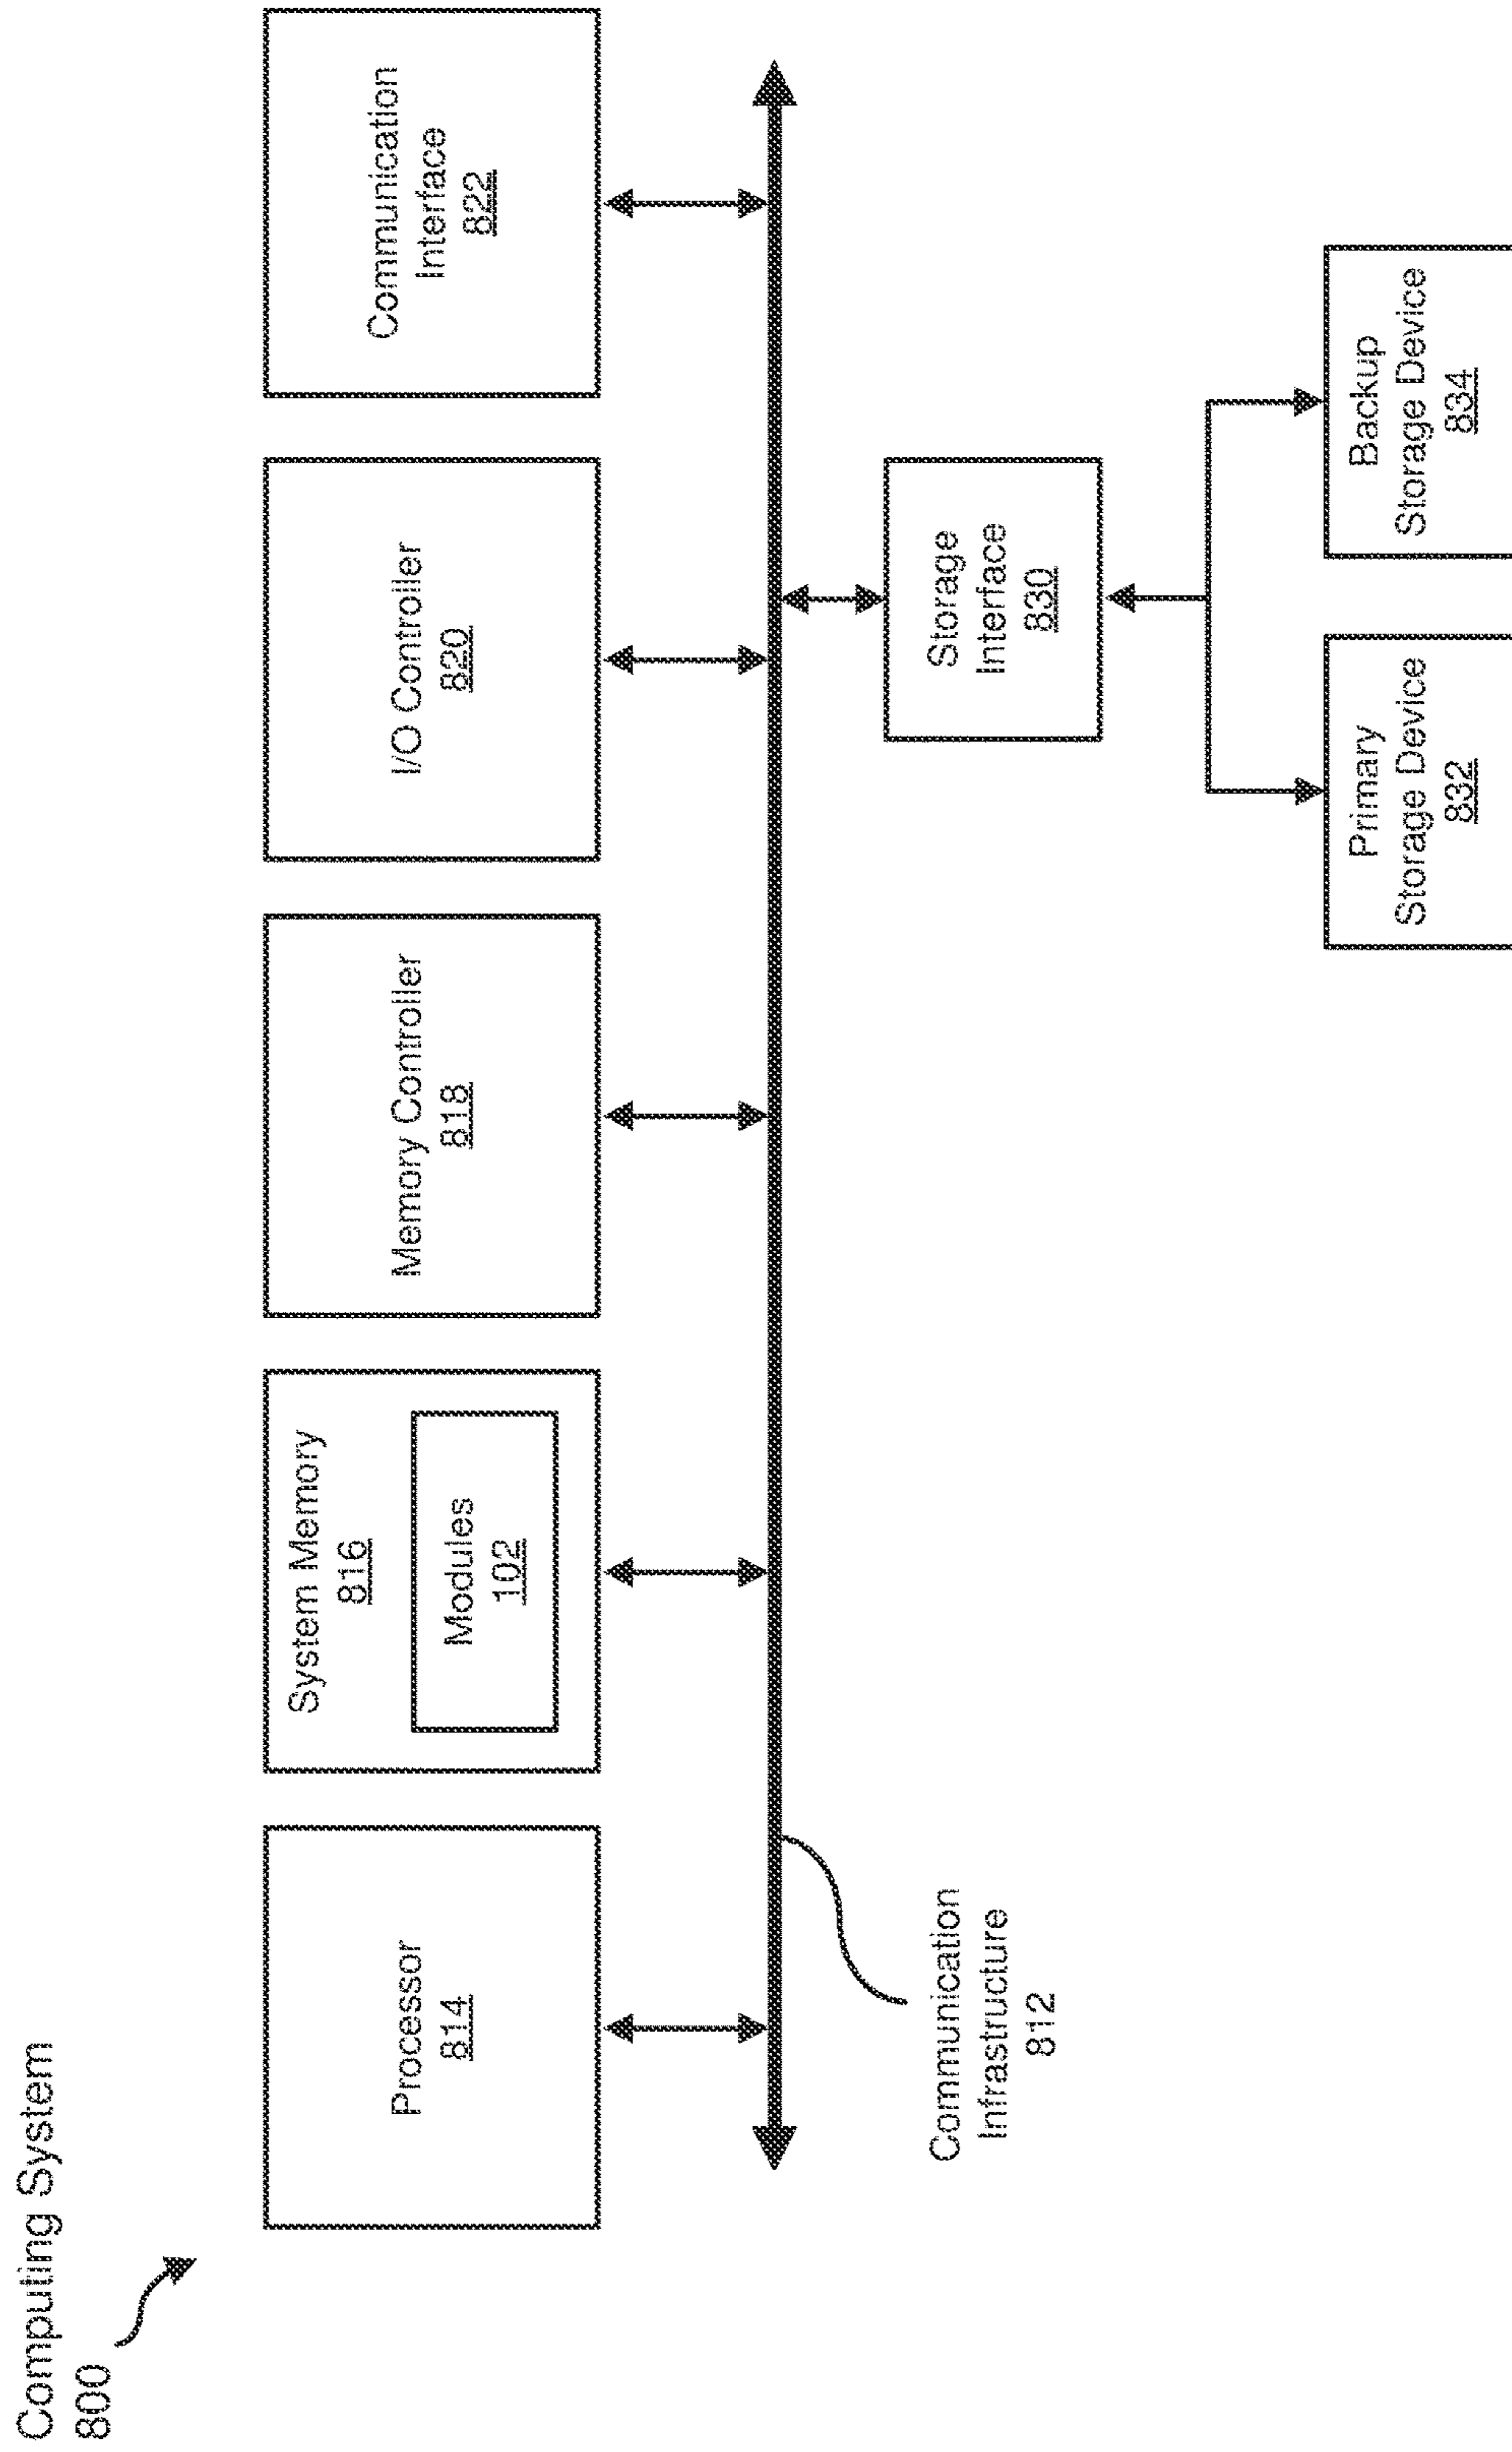 Computing System
800
Processor
814
System Memory
816
Modules
102
Memory Controller
818
I/O Controller
820
Communication
Interface
822
Communication
Infrastructure
812
Storage
Interface
830
Primary
Storage Device
832
Backup
Storage Device
834